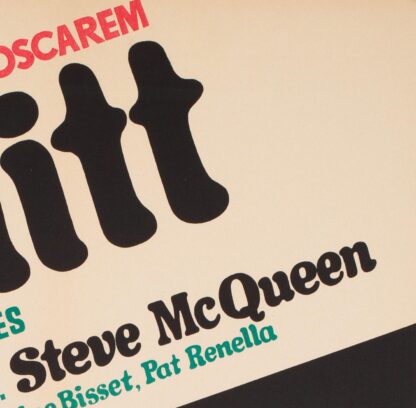 OSCAREM
itt
ES
Steve McQueen
Bisset, Pat Renella